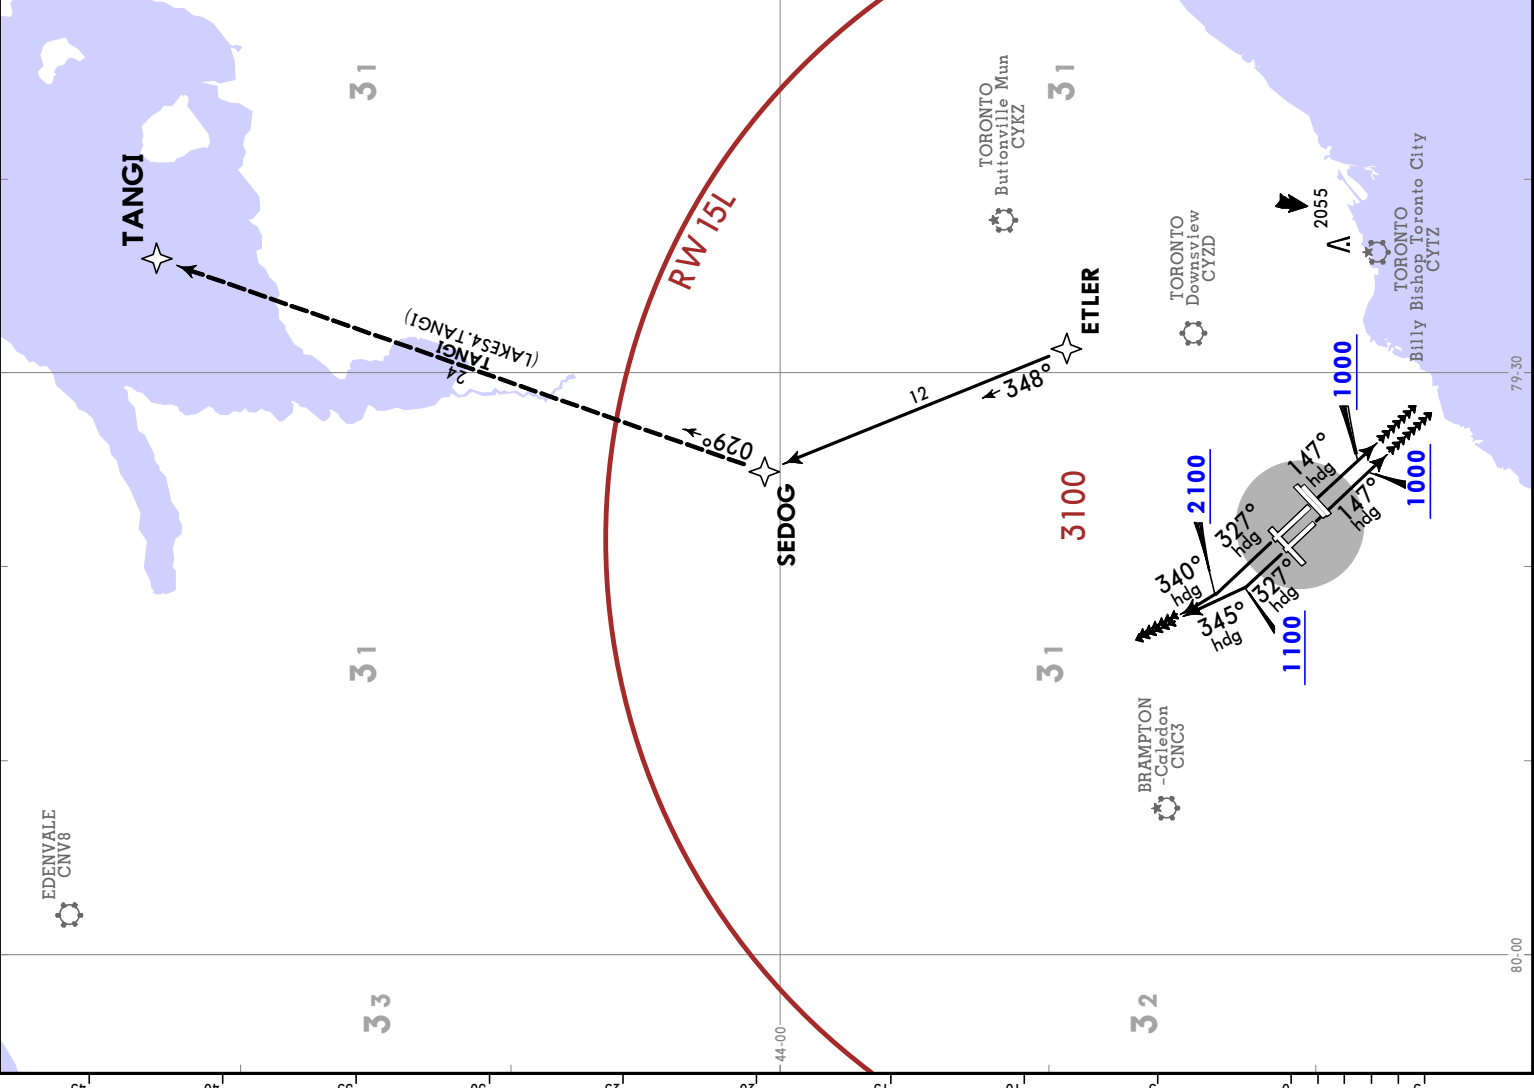 TANGI
31
31
TORONTO
Buttonville Mun
CYKZ
RW 15L
TORONTO
Downsview
CYZD
2055
TORONTO
Billy Bishop Toronto City
CYTZ
(LAKES4.TANGI)
TANGI
24
029°
SEDOG
12
348°
ETLER
79-30
3100
1000
147°
hdg
147°
hdg
1000
2100
327°
hdg
327°
hdg
340°
hdg
345°
hdg
1100
31
31
BRAMPTON
-Caledon
CNC3
EDENVALE
CNV8
80-00
33
32
44-00